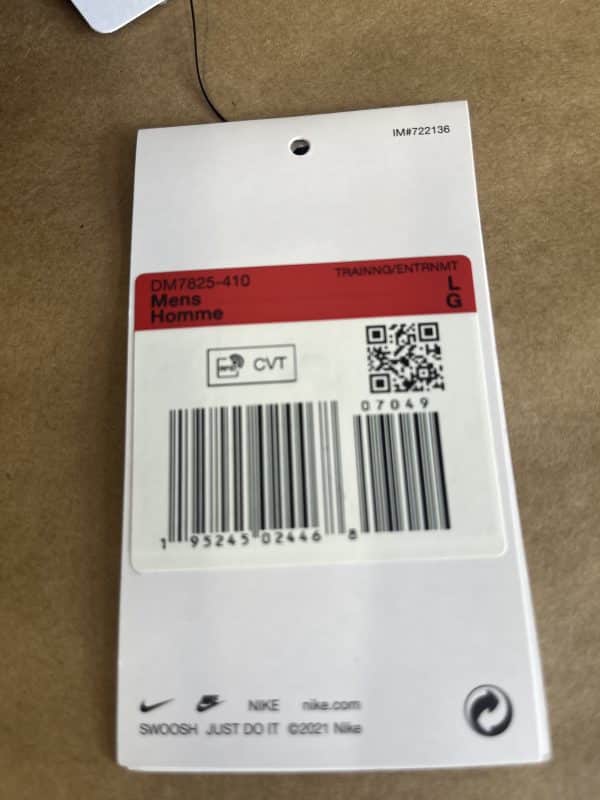 IM#722136
DM7825-410
TRAINNG/ENTRNMT
Mens
L
Homme
G
RFID CVT
07049
1 95245 02446 8
NIKE nike.com
SWOOSH JUST DO IT ©2021 Nike